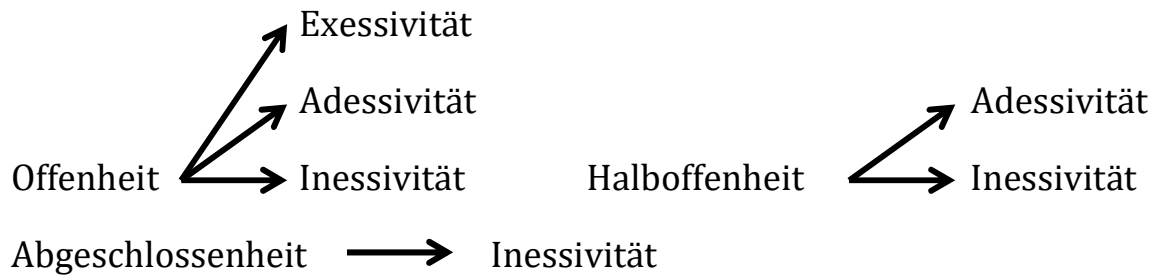 Exessivität
Adessivität Adessivität
Offenheit Inessivität Halboffenheit Inessivität
Abgeschlossenheit Inessivität